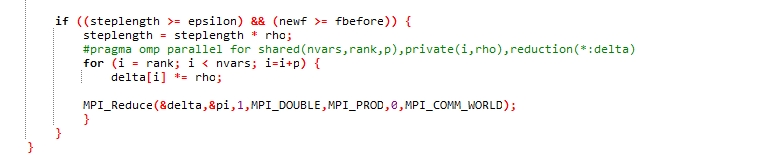 if ((steplength >= epsilon) && (newf >= fbefore)) {
steplength = steplength * rho;
#pragma omp parallel for shared(nvars,rank,p),private(i,rho),reduction(*:delta)
for (i = rank; i < nvars; i=i+p) {
delta[i] *= rho;
MPI_Reduce(&delta,&pi,1,MPI_DOUBLE,MPI_PROD,0,MPI_COMM_WORLD);
}
}
}